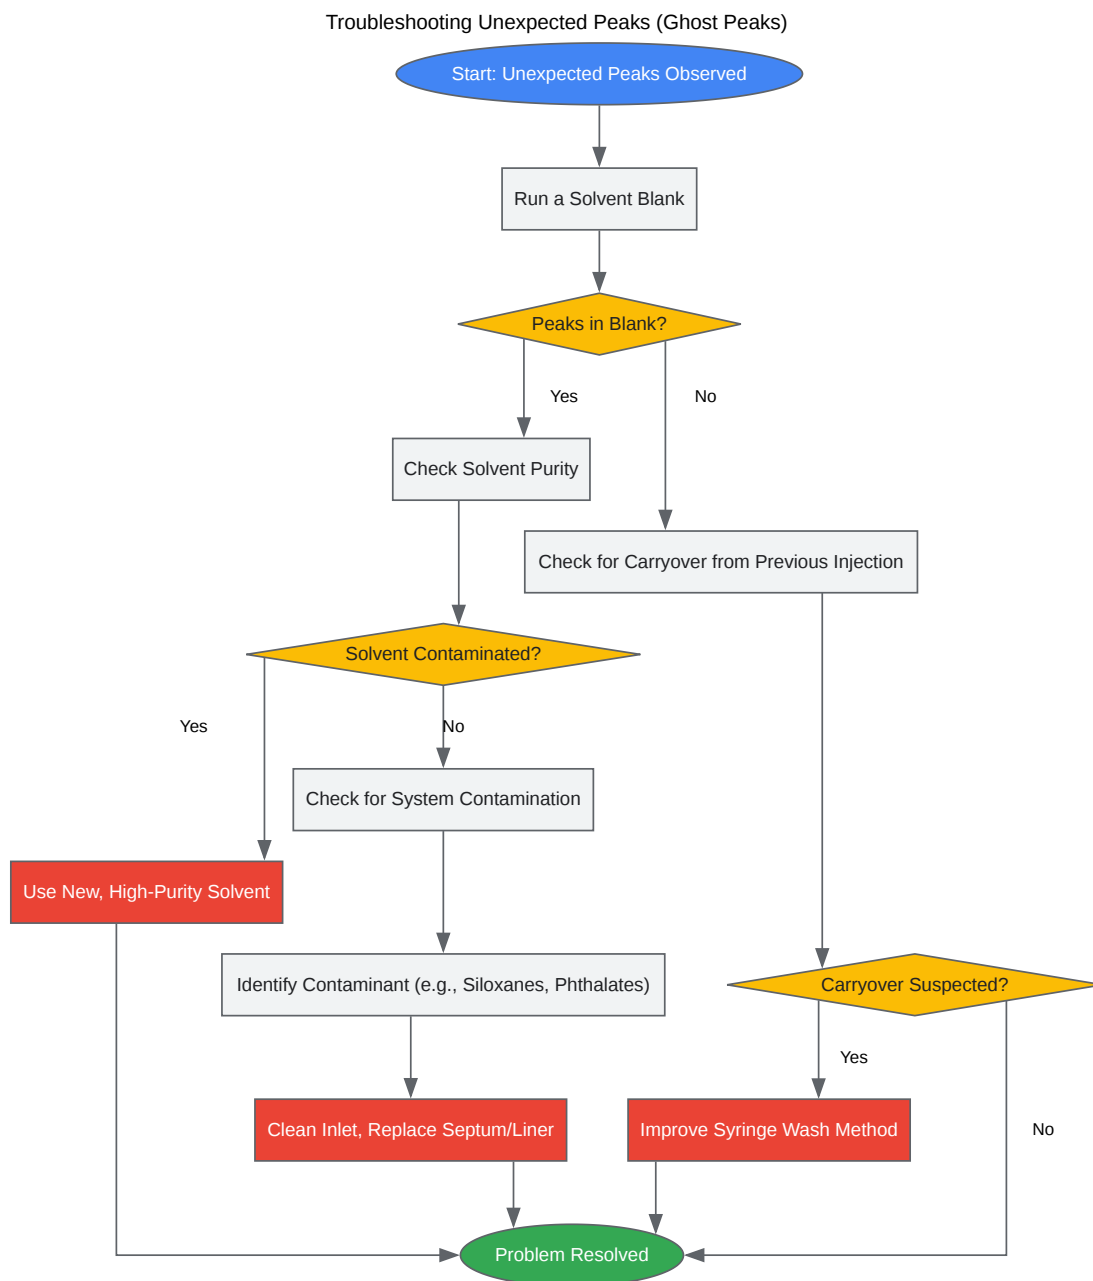 Troubleshooting Unexpected Peaks (Ghost Peaks)
Start: Unexpected Peaks Observed
Run a Solvent Blank
Peaks in Blank?
Yes
No
Check Solvent Purity
Check for Carryover from Previous Injection
Solvent Contaminated?
Yes
No
Check for System Contamination
Use New, High-Purity Solvent
Identify Contaminant (e.g., Siloxanes, Phthalates)
Carryover Suspected?
Yes
Clean Inlet, Replace Septum/Liner
Improve Syringe Wash Method
No
Problem Resolved